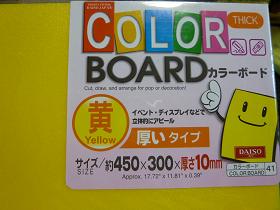 COLOR
THICK
BOARD カラーボード
Cut, draw, and arrange for pop or decoration!
黄
Yellow
イベント・ディスプレイなどで
立体的にアピール
厚いタイプ
サイズ/約450×300×厚さ10mm
SIZE
Approx. 17.72" × 11.81" × 0.39"
DAISO
カラーボード
COLOR BOARD
41